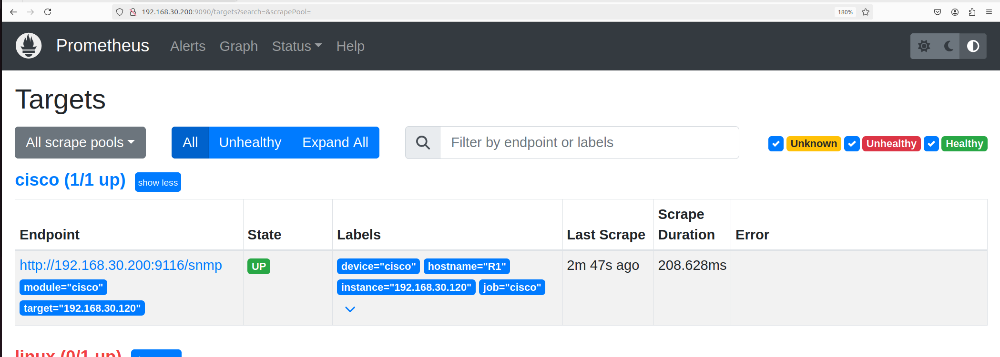 192.168.30.200:9090/targets?search=&scrapePool= 180%
Prometheus Alerts Graph Status Help
Targets
All scrape pools All Unhealthy Expand All Filter by endpoint or labels Unknown Unhealthy Healthy
cisco (1/1 up) show less
Endpoint State Labels Last Scrape Scrape Duration Error
http://192.168.30.200:9116/snmp UP device="cisco" hostname="R1" 2m 47s ago 208.628ms
module="cisco" instance="192.168.30.120" job="cisco"
target="192.168.30.120"
linux (0/1 up)